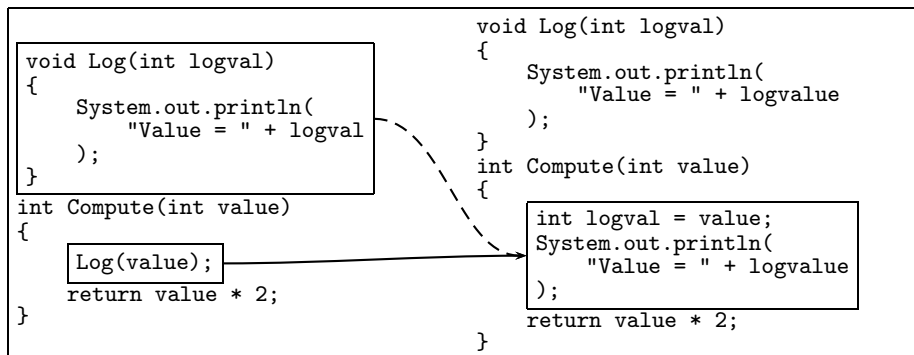 void Log(int logval)
{
    System.out.println(
        "Value = " + logval
    );
}
int Compute(int value)
{
    Log(value);
    return value * 2;
}
void Log(int logval)
{
    System.out.println(
        "Value = " + logvalue
    );
}
int Compute(int value)
{
    int logval = value;
    System.out.println(
        "Value = " + logvalue
    );
    return value * 2;
}